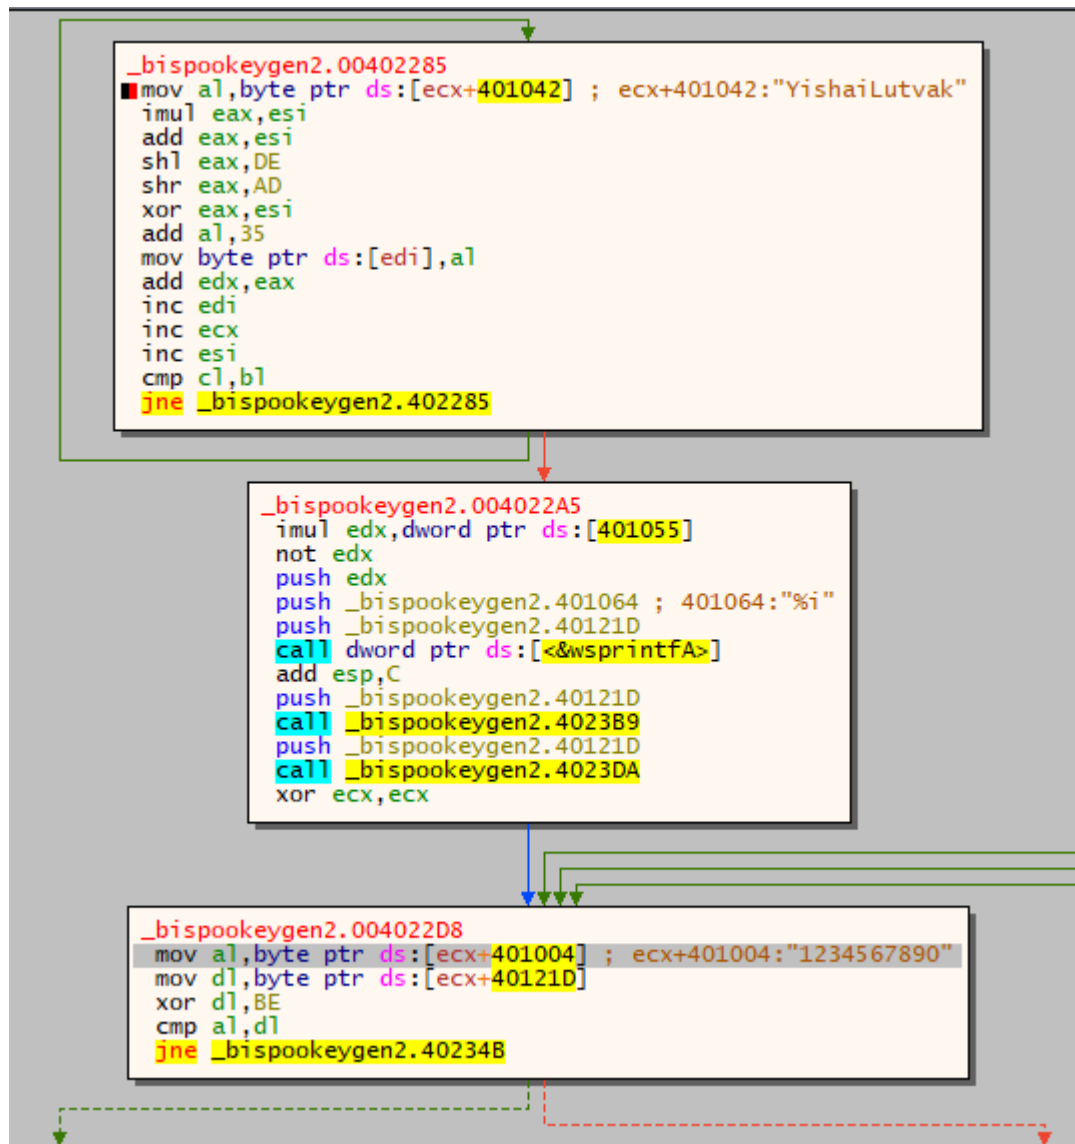 _bispookeygen2.00402285
mov al,byte ptr ds:[ecx+401042] ; ecx+401042:"YishaiLutvak"
imul eax,esi
add eax,esi
shl eax,DE
shr eax,AD
xor eax,esi
add al,35
mov byte ptr ds:[edi],al
add edx,eax
inc edi
inc ecx
inc esi
cmp cl,bl
jne _bispookeygen2.402285
_bispookeygen2.004022A5
imul edx,dword ptr ds:[401055]
not edx
push edx
push _bispookeygen2.401064 ; 401064:"%i"
push _bispookeygen2.40121D
call dword ptr ds:[<&wsprintfA>]
add esp,C
push _bispookeygen2.40121D
call _bispookeygen2.4023B9
push _bispookeygen2.40121D
call _bispookeygen2.4023DA
xor ecx,ecx
_bispookeygen2.004022D8
mov al,byte ptr ds:[ecx+401004] ; ecx+401004:"1234567890"
mov dl,byte ptr ds:[ecx+40121D]
xor dl,BE
cmp al,dl
jne _bispookeygen2.40234B